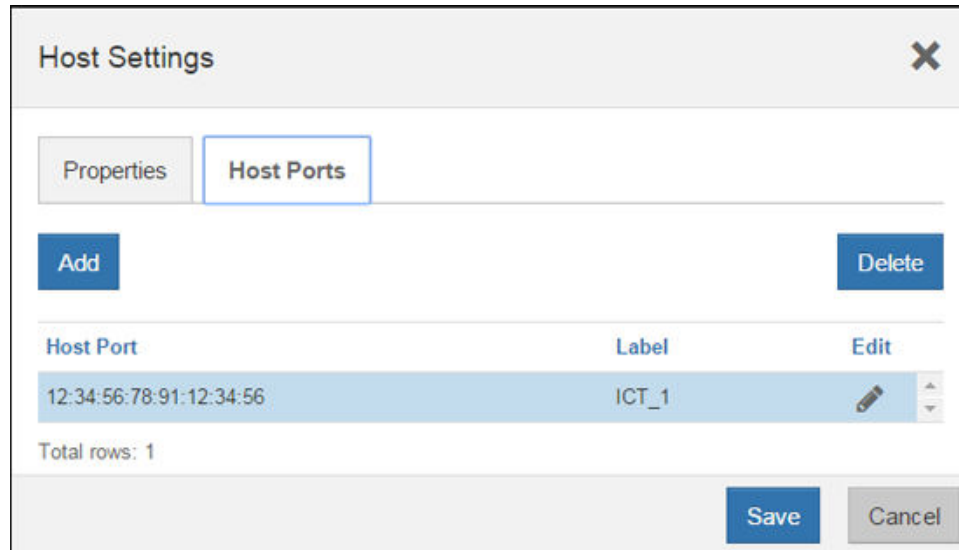 Host Settings
Properties Host Ports
Add Delete
Host Port Label Edit
12:34:56:78:91:12:34:56 ICT_1
Total rows: 1
Save Cancel